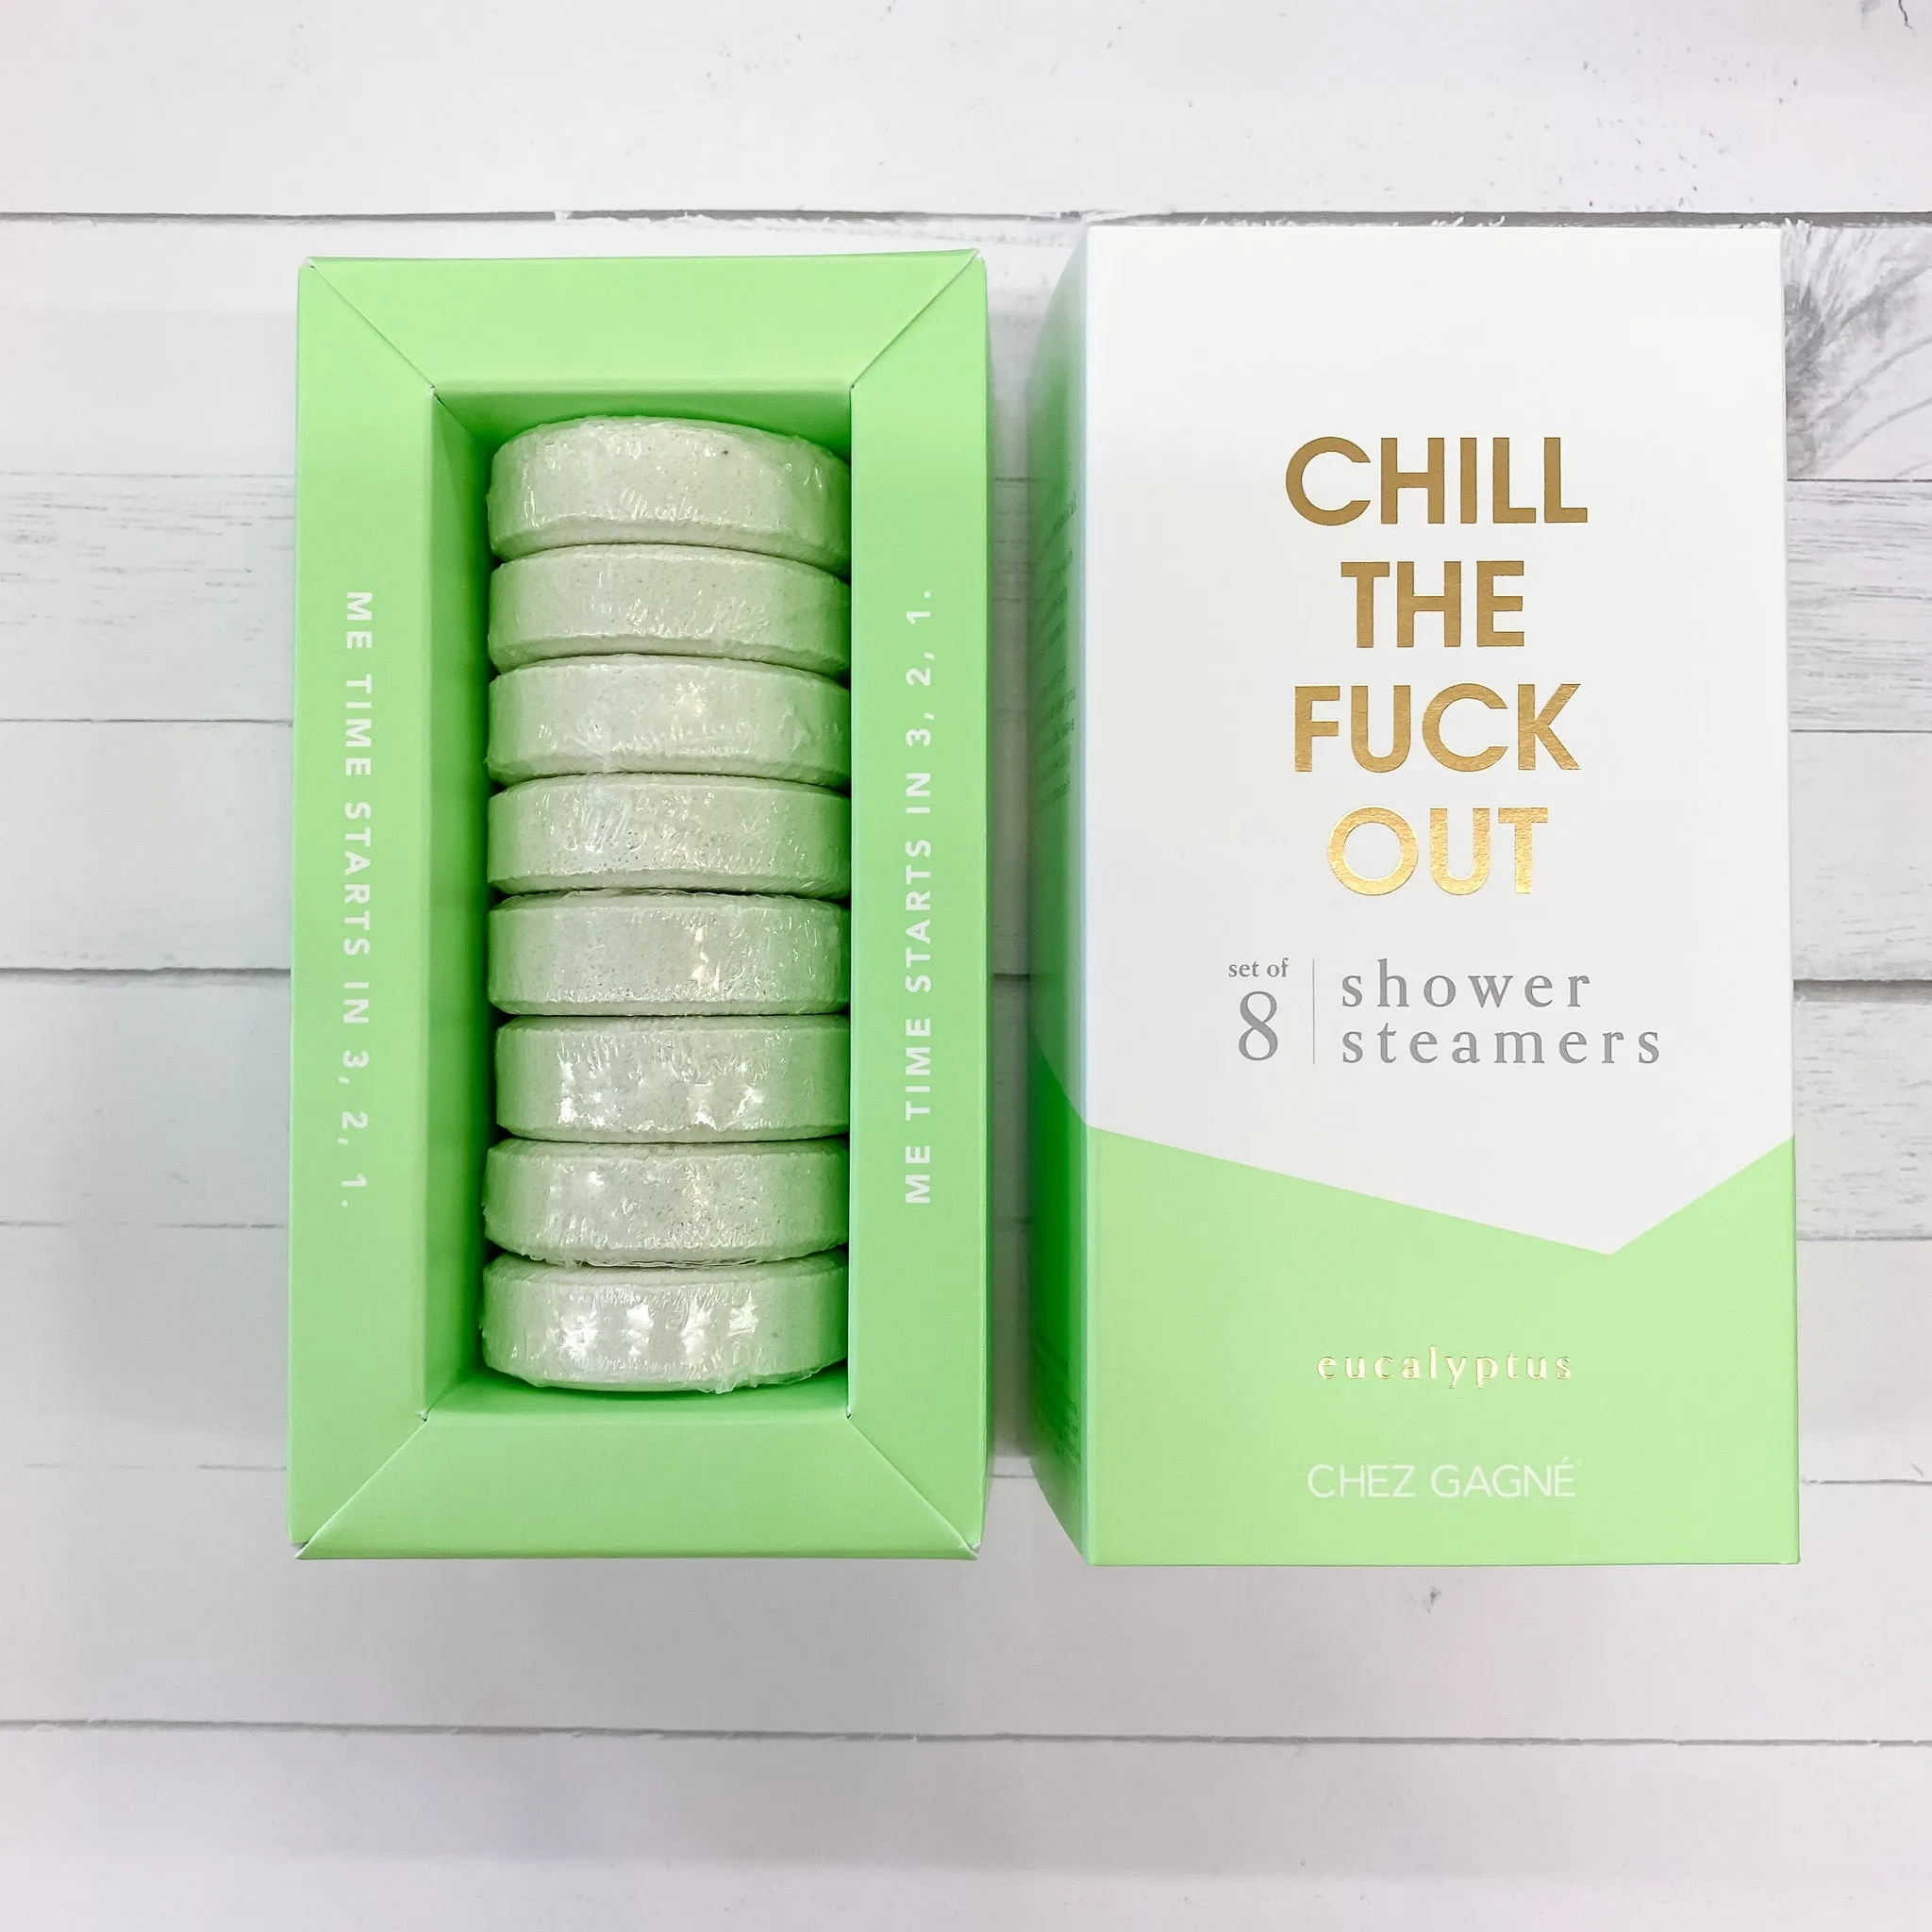 ME TIME STARTS IN 3, 2, 1.
ME TIME STARTS IN 3, 2, 1.
CHILL
THE
FUCK
OUT
set of
8
shower
steamers
eucalyptus
CHEZ GAGNÉ